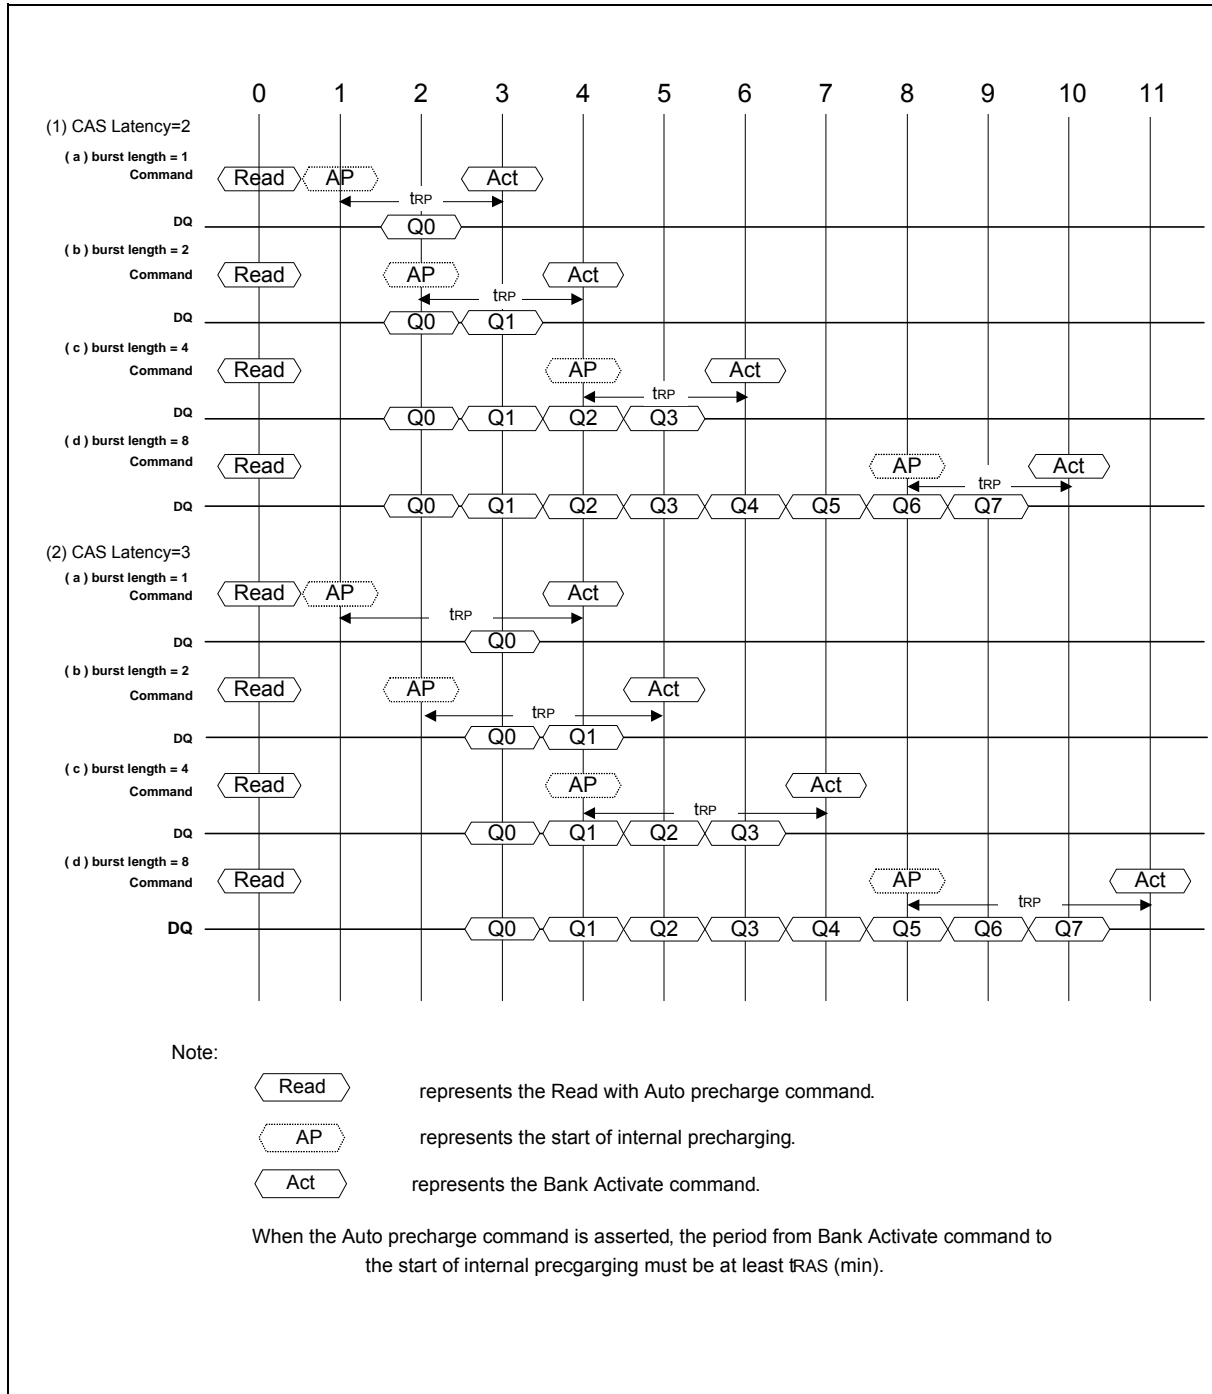 0 1 2 3 4 5 6 7 8 9 10 11
(1) CAS Latency=2
( a ) burst length = 1
Command Read AP Act
tRP
DQ Q0
( b ) burst length = 2
Command Read AP Act
tRP
DQ Q0 Q1
( c ) burst length = 4
Command Read AP Act
tRP
DQ Q0 Q1 Q2 Q3
( d ) burst length = 8
Command Read AP Act
tRP
DQ Q0 Q1 Q2 Q3 Q4 Q5 Q6 Q7
(2) CAS Latency=3
( a ) burst length = 1
Command Read AP Act
tRP
DQ Q0
( b ) burst length = 2
Command Read AP Act
tRP
DQ Q0 Q1
( c ) burst length = 4
Command Read AP Act
tRP
DQ Q0 Q1 Q2 Q3
( d ) burst length = 8
Command Read AP Act
tRP
DQ Q0 Q1 Q2 Q3 Q4 Q5 Q6 Q7
Note:
Read represents the Read with Auto precharge command.
AP represents the start of internal precharging.
Act represents the Bank Activate command.
When the Auto precharge command is asserted, the period from Bank Activate command to
the start of internal precgarging must be at least tRAS (min).